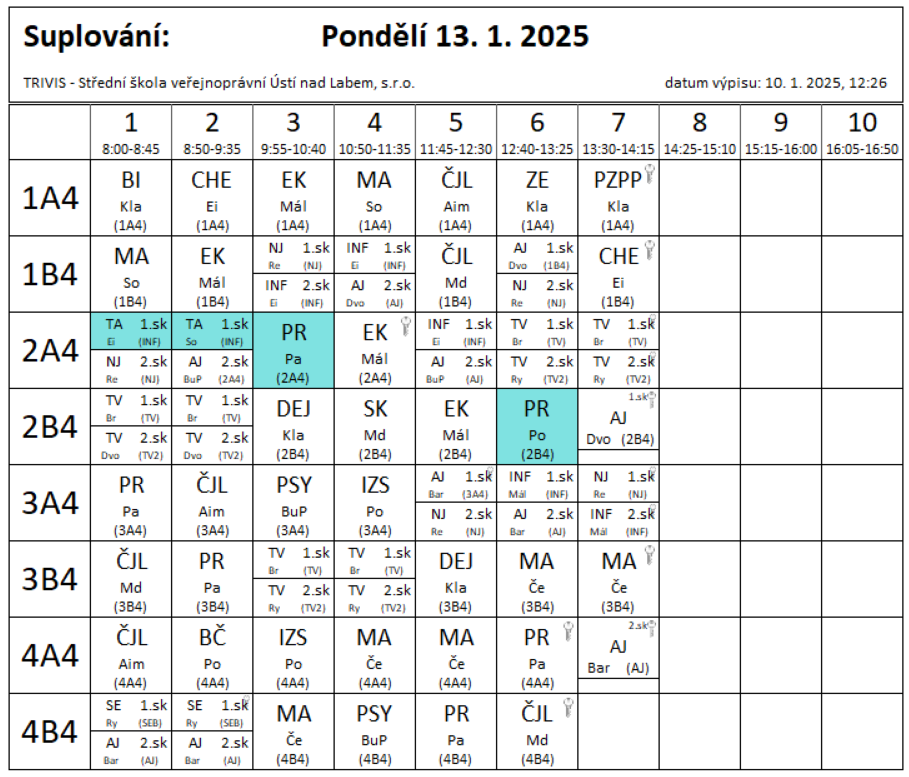 Suplování: Pondělí 13. 1. 2025
TRIVIS - Střední škola veřejnoprávní Ústí nad Labem, s.r.o. datum výpisu: 10. 1. 2025, 12:26
1 2 3 4 5 6 7 8 9 10
8:00-8:45 8:50-9:35 9:55-10:40 10:50-11:35 11:45-12:30 12:40-13:25 13:30-14:15 14:25-15:10 15:15-16:00 16:05-16:50
1A4
BI CHE EK MA ČJL ZE PZPP
Kla Ei Mál So Aim Kla Kla
(1A4) (1A4) (1A4) (1A4) (1A4) (1A4) (1A4)
1B4
MA EK NJ 1.sk INF 1.sk ČJL AJ 1.sk CHE
Re (NJ) Ei (INF) Dvo (1B4)
So Mál INF 2.sk AJ 2.sk Md NJ 2.sk Ei
(1B4) (1B4) Ei (INF) Dvo (AJ) (1B4) Re (NJ) (1B4)
2A4
TA 1.sk TA 1.sk PR EK INF 1.sk TV 1.sk TV 1.sk
Ei (INF) So (INF) Ei (INF) Br (TV) Br (TV)
NJ 2.sk AJ 2.sk Pa Mál AJ 2.sk TV 2.sk TV 2.sk
Re (NJ) BuP (2A4) (2A4) (2A4) BuP (AJ) Ry (TV2) Ry (TV2)
2B4
TV 1.sk TV 1.sk DEJ SK EK PR 1.sk
Br (TV) Br (TV) AJ
TV 2.sk TV 2.sk Kla Md Mál Po Dvo (2B4)
Dvo (TV2) Dvo (TV2) (2B4) (2B4) (2B4) (2B4)
3A4
PR ČJL PSY IZS AJ 1.sk INF 1.sk NJ 1.sk
Bar (3A4) Mál (INF) Re (NJ)
Pa Aim BuP Po NJ 2.sk AJ 2.sk INF 2.sk
(3A4) (3A4) (3A4) (3A4) Re (NJ) Bar (AJ) Mál (INF)
3B4
ČJL PR TV 1.sk TV 1.sk DEJ MA MA
Br (TV) Br (TV)
Md Pa TV 2.sk TV 2.sk Kla Če Če
(3B4) (3B4) Ry (TV2) Ry (TV2) (3B4) (3B4) (3B4)
4A4
ČJL BČ IZS MA MA PR 2.sk
AJ
Aim Po Po Če Če Pa Bar (AJ)
(4A4) (4A4) (4A4) (4A4) (4A4) (4A4)
4B4
SE 1.sk SE 1.sk MA PSY PR ČJL
Ry (SEB) Ry (SEB)
AJ 2.sk AJ 2.sk Če BuP Pa Md
Bar (AJ) Bar (AJ) (4B4) (4B4) (4B4) (4B4)